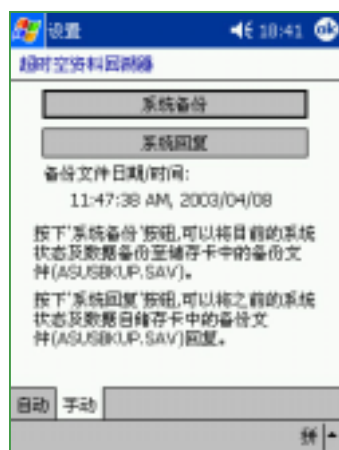 设置 18:41 ok
超时空资料回溯器
系统备份
系统回复
备份文件日期/时间:
11:47:38 AM, 2003/04/08
按下'系统备份'按钮,可以将目前的系统
状态及数据备份至储存卡中的备份文
件(ASUSBKUP.SAV)。
按下'系统回复'按钮,可以将之前的系统
状态及数据自储存卡中的备份文
件(ASUSBKUP.SAV)回复。
自动 手动
拼